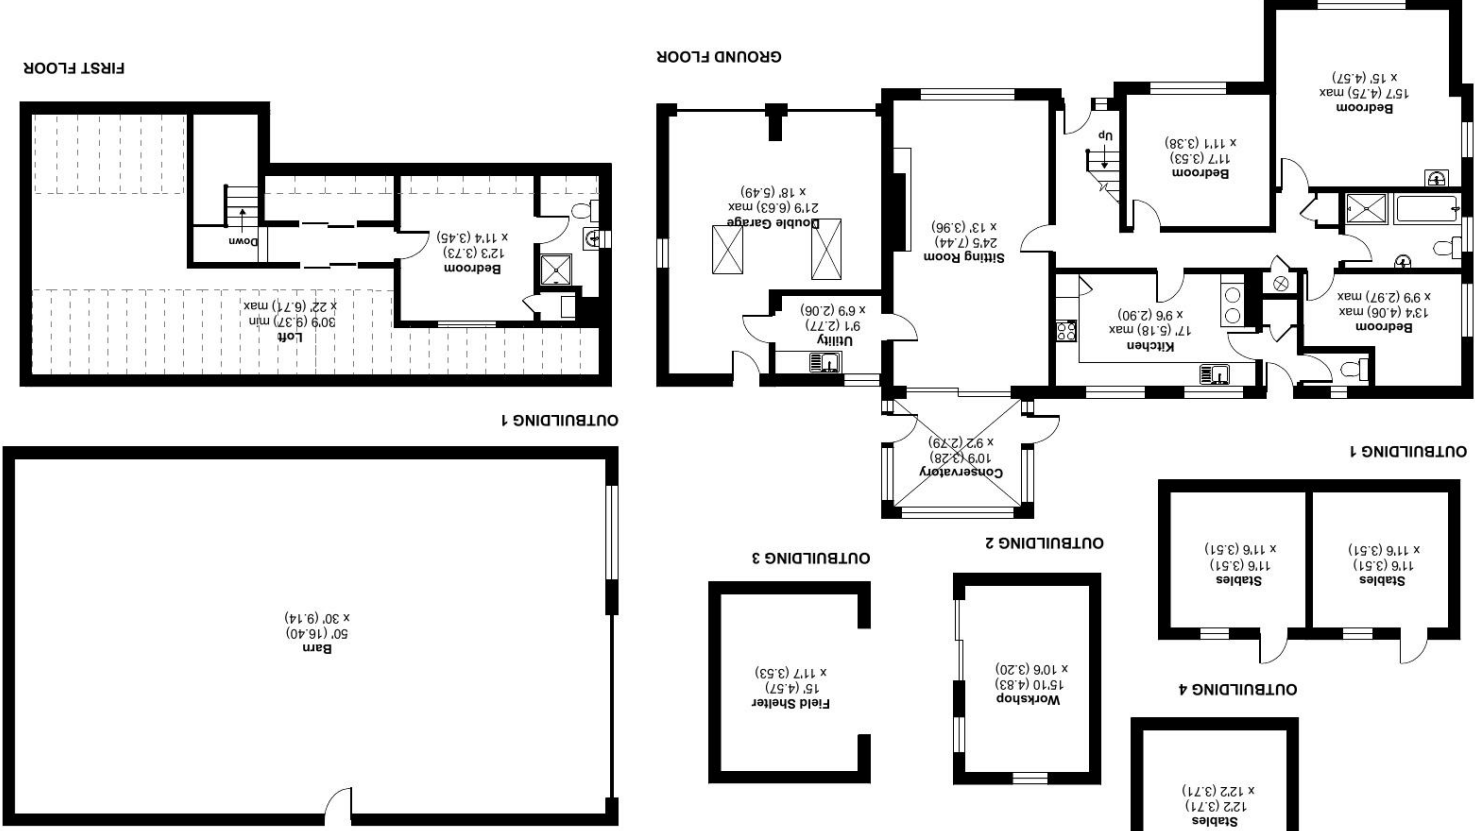 Stables
12'2 (3.71)
x 12'2 (3.71)
OUTBUILDING 4
Workshop
15'10 (4.83)
x 10'6 (3.20)
Field Shelter
15' (4.57)
x 11'7 (3.53)
Barn
50' (16.40)
x 30' (9.14)
Stables
11'6 (3.51)
x 11'6 (3.51)
Stables
11'6 (3.51)
x 11'6 (3.51)
OUTBUILDING 2
OUTBUILDING 3
OUTBUILDING 1
OUTBUILDING 1
Conservatory
10'9 (3.28)
x 9'2 (2.79)
Bedroom
13'4 (4.06) max
x 9'9 (2.97) max
Kitchen
17' (5.18) max
x 9'6 (2.90)
Utility
9'1 (2.77)
x 6'9 (2.06)
Sitting Room
24'5 (7.44)
x 13' (3.96)
Double Garage
21'9 (6.63) max
x 18' (5.49)
Bedroom
11'7 (3.53)
x 11'1 (3.38)
Up
Bedroom
15'7 (4.75) max
x 15' (4.57)
GROUND FLOOR
Loft
30'9 (9.37) min
x 22' (6.71) max
Bedroom
12'3 (3.73)
x 11'4 (3.45)
Down
FIRST FLOOR